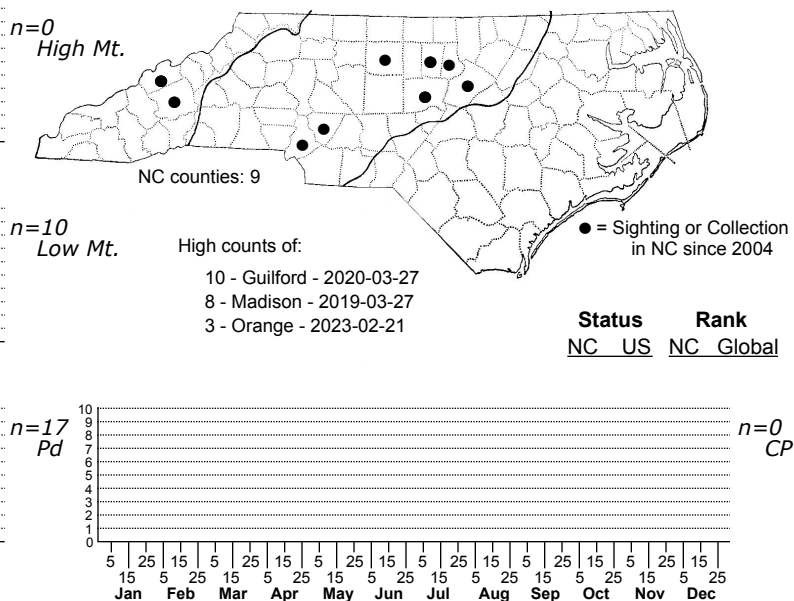 n=0
High Mt.
NC counties: 9
n=10
Low Mt.
High counts of:
10 - Guilford - 2020-03-27
8 - Madison - 2019-03-27
3 - Orange - 2023-02-21
● = Sighting or Collection
in NC since 2004
Status Rank
NC US NC Global
n=17
Pd
n=0
CP
10
9
8
7
6
5
4
3
2
1
0
5 25 15 5 25 15 5 25 15 5 25 15 5 25 15 5 25 15
15 5 25 15 5 25 15 5 25 15 5 25 15 5 25 15 5 25
Jan Feb Mar Apr May Jun Jul Aug Sep Oct Nov Dec